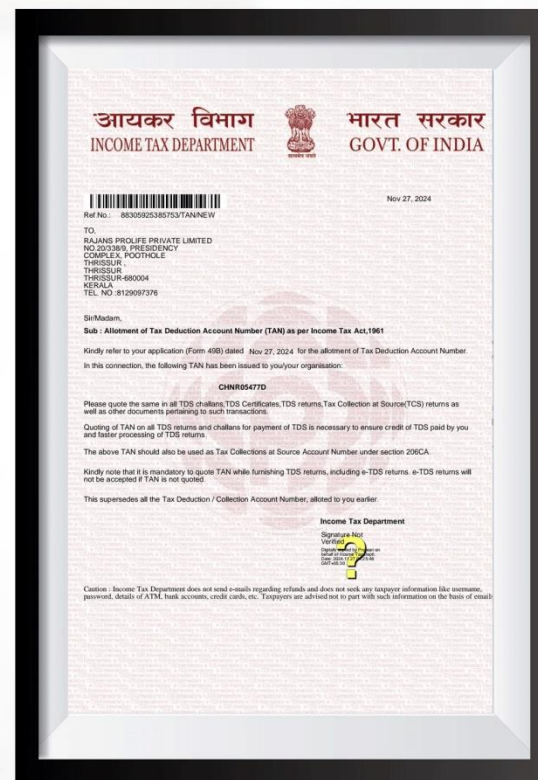 आयकर विभाग
INCOME TAX DEPARTMENT
भारत सरकार
GOVT. OF INDIA
Nov 27, 2024
Ref.No.: 88305925385753/TAN/NEW
TO,
RAJANS PROLIFE PRIVATE LIMITED
NO.20/338/9, PRESIDENCY
COMPLEX, POOTHOLE
THRISSUR ,
THRISSUR
THRISSUR-680004
KERALA
TEL. NO.:8129097376
Sir/Madam,
Sub : Allotment of Tax Deduction Account Number (TAN) as per Income Tax Act,1961
Kindly refer to your application (Form 49B) dated Nov 27, 2024 for the allotment of Tax Deduction Account Number.
In this connection, the following TAN has been issued to you/your organisation:
CHNR05477D
Please quote the same in all TDS challans,TDS Certificates,TDS returns,Tax Collection at Source(TCS) returns as
well as other documents pertaining to such transactions.
Quoting of TAN on all TDS returns and challans for payment of TDS is necessary to ensure credit of TDS paid by you
and faster processing of TDS returns.
The above TAN should also be used as Tax Collections at Source Account Number under section 206CA.
Kindly note that it is mandatory to quote TAN while furnishing TDS returns, including e-TDS returns. e-TDS returns will
not be accepted if TAN is not quoted.
This supersedes all the Tax Deduction / Collection Account Number, alloted to you earlier.
Income Tax Department
Signature Not
Verified
Digitally signed by
behalf of Income Tax Dept.
Caution : Income Tax Department does not send e-mails regarding refunds and does not seek any taxpayer information like username,
password, details of ATM, bank accounts, credit cards, etc. Taxpayers are advised not to part with such information on the basis of emails